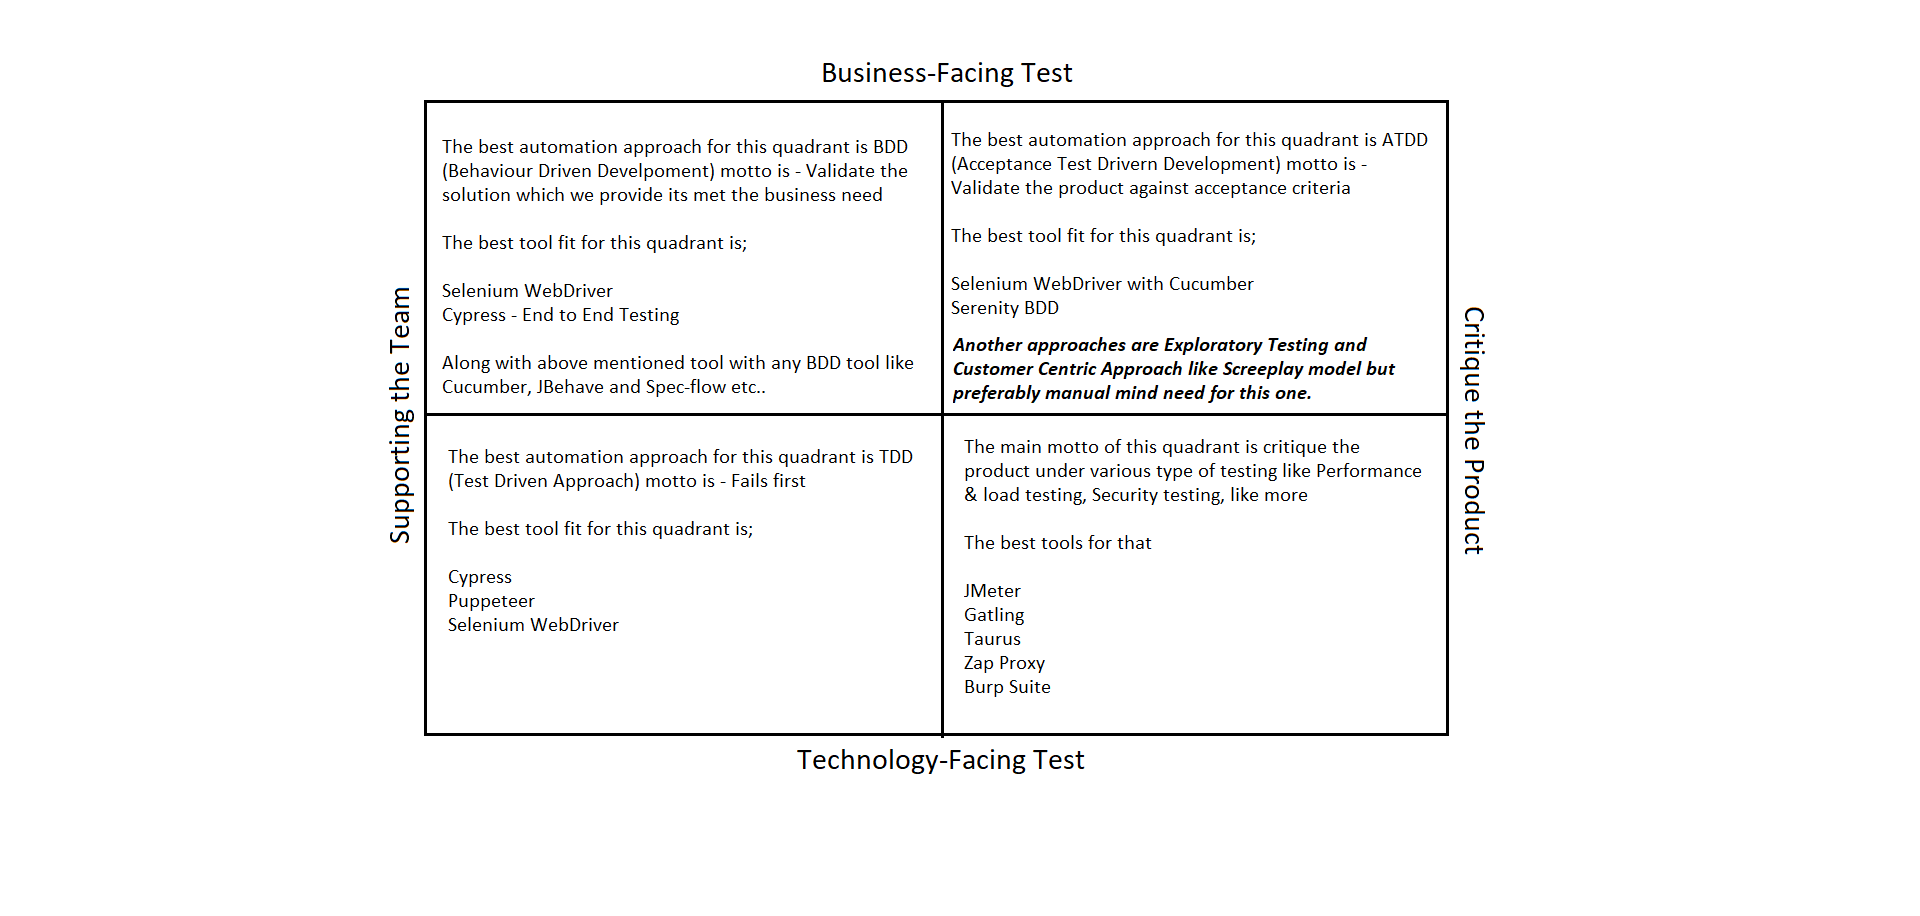 Business-Facing Test
The best automation approach for this quadrant is BDD
(Behaviour Driven Develpoment) motto is - Validate the
solution which we provide its met the business need
The best tool fit for this quadrant is;
Selenium WebDriver
Cypress - End to End Testing
Along with above mentioned tool with any BDD tool like
Cucumber, JBehave and Spec-flow etc..
The best automation approach for this quadrant is ATDD
(Acceptance Test Drivern Development) motto is -
Validate the product against acceptance criteria
The best tool fit for this quadrant is;
Selenium WebDriver with Cucumber
Serenity BDD
Another approaches are Exploratory Testing and
Customer Centric Approach like Screeplay model but
preferably manual mind need for this one.
Supporting the Team
Critique the Product
The best automation approach for this quadrant is TDD
(Test Driven Approach) motto is - Fails first
The best tool fit for this quadrant is;
Cypress
Puppeteer
Selenium WebDriver
The main motto of this quadrant is critique the
product under various type of testing like Performance
& load testing, Security testing, like more
The best tools for that
JMeter
Gatling
Taurus
Zap Proxy
Burp Suite
Technology-Facing Test